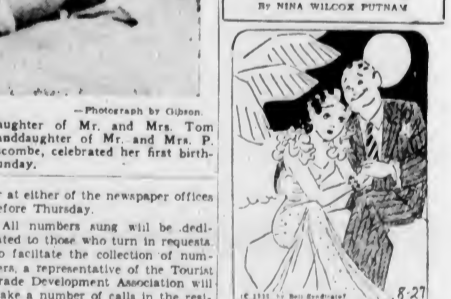 —Photograph by Gibson.
aughter of Mr. and Mrs. Tom
anddaughter of Mr. and Mrs. P.
scombe, celebrated her first birth-
unday.
r at either of the newspaper offices
efore Thursday.
All numbers sung will be dedi-
ated to those who turn in requests.
o facilitate the collection of num-
ers, a representative of the Tourist
rade Development Association will
ake a number of calls in the
By NINA WILCOX PUTNAM
8-27